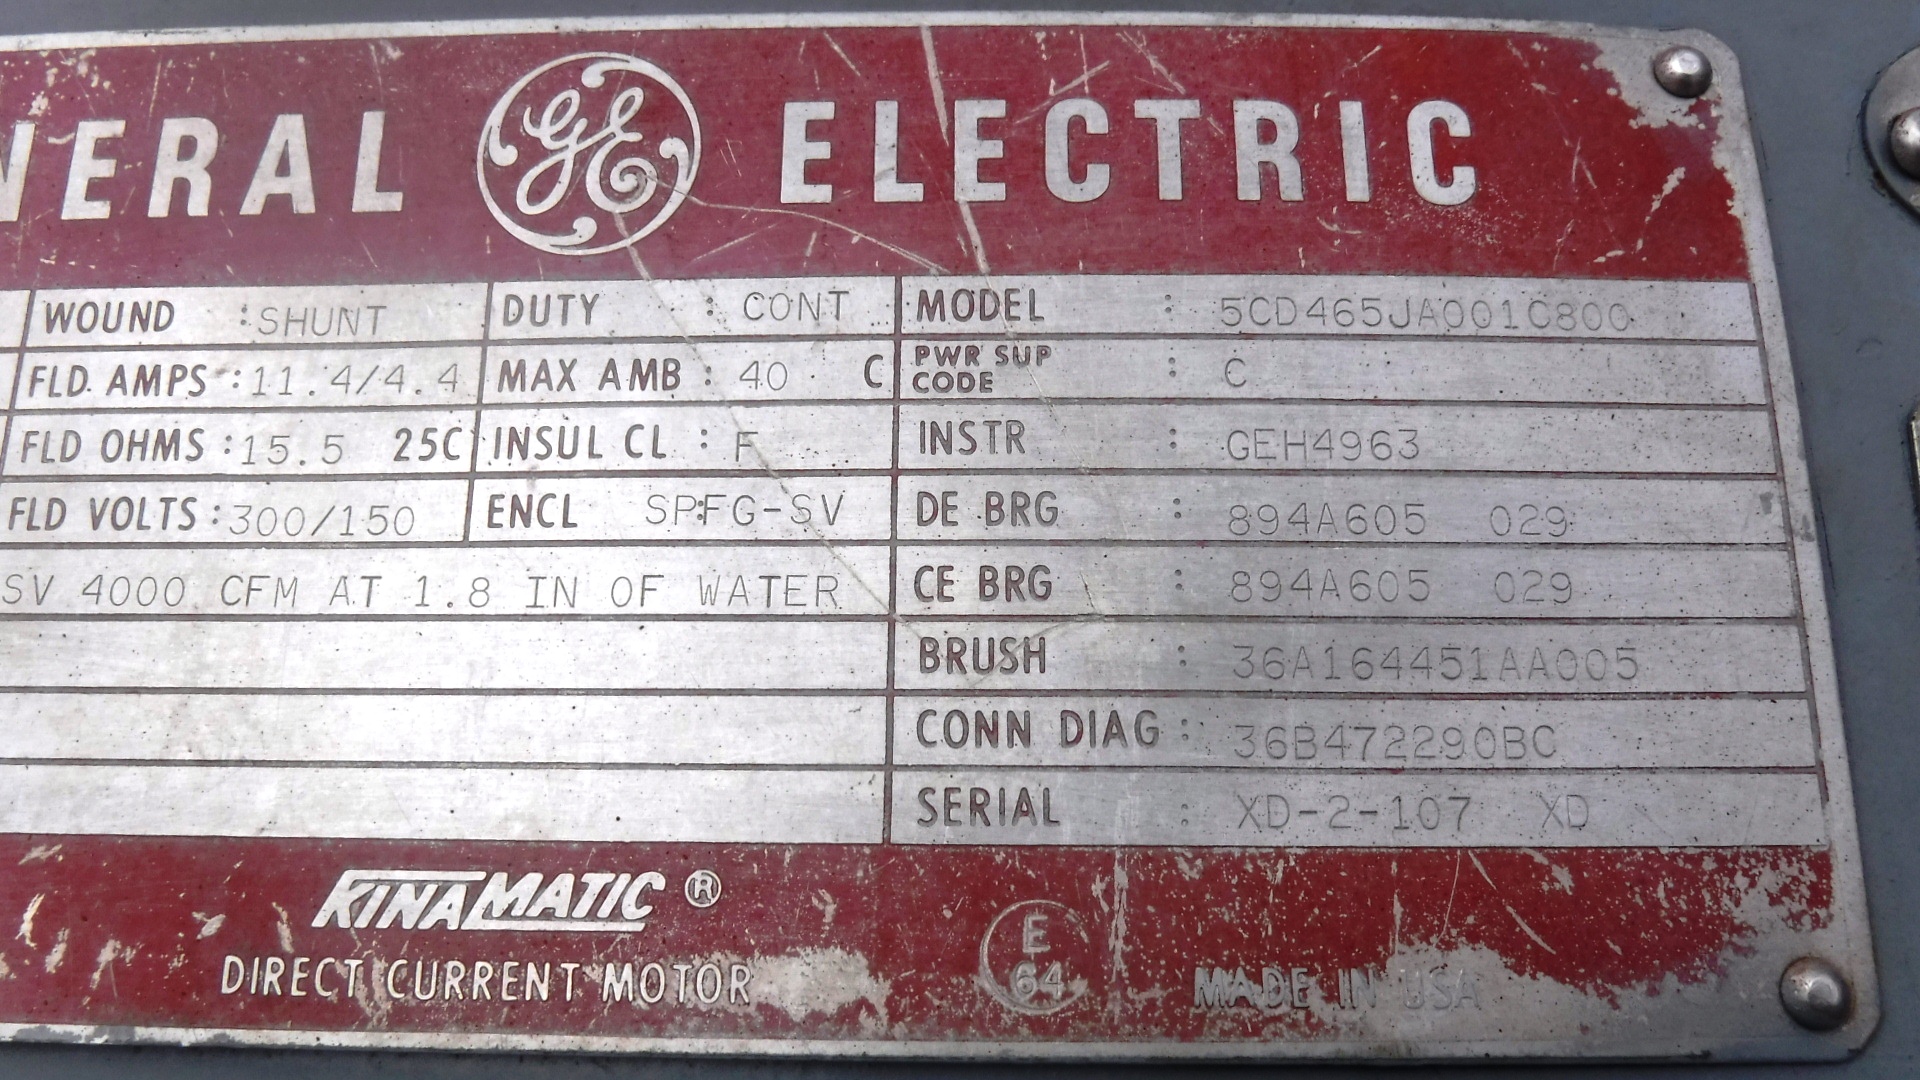 NERAL GE ELECTRIC
WOUND :SHUNT DUTY : CONT MODEL : 5CD465JA001C800
FLD. AMPS :11.4/4.4 MAX AMB : 40 C PWR SUP CODE : C
FLD OHMS :15.5 25C INSUL CL : F INSTR : GEH4963
FLD VOLTS :300/150 ENCL SP:FG-SV DE BRG : 894A605 029
SV 4000 CFM AT 1.8 IN OF WATER CE BRG : 894A605 029
BRUSH : 36A164451AA005
CONN DIAG : 36B472290BC
SERIAL : XD-2-107 XD
KINAMATIC ®
DIRECT CURRENT MOTOR
E
64
MADE IN USA